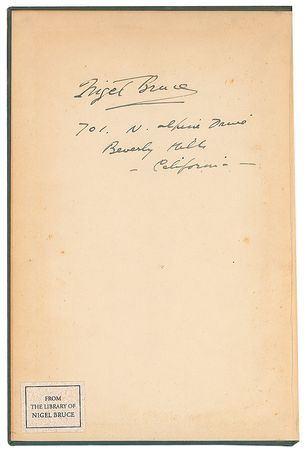 Nigel Bruce
701. N. Alpine Drive
Beverly Hills
- California -
FROM
THE LIBRARY OF
NIGEL BRUCE